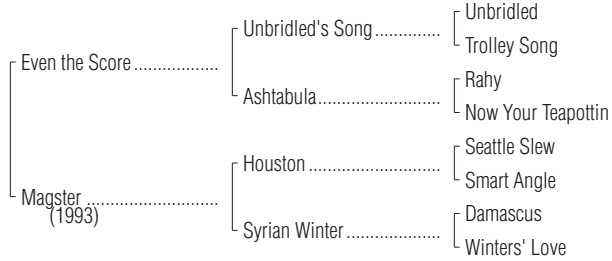 Unbridled
Unbridled's Song
Trolley Song
Even the Score
Rahy
Ashtabula
Now Your Teapottin
Seattle Slew
Houston
Smart Angle
Magster
(1993)
Damascus
Syrian Winter
Winters' Love